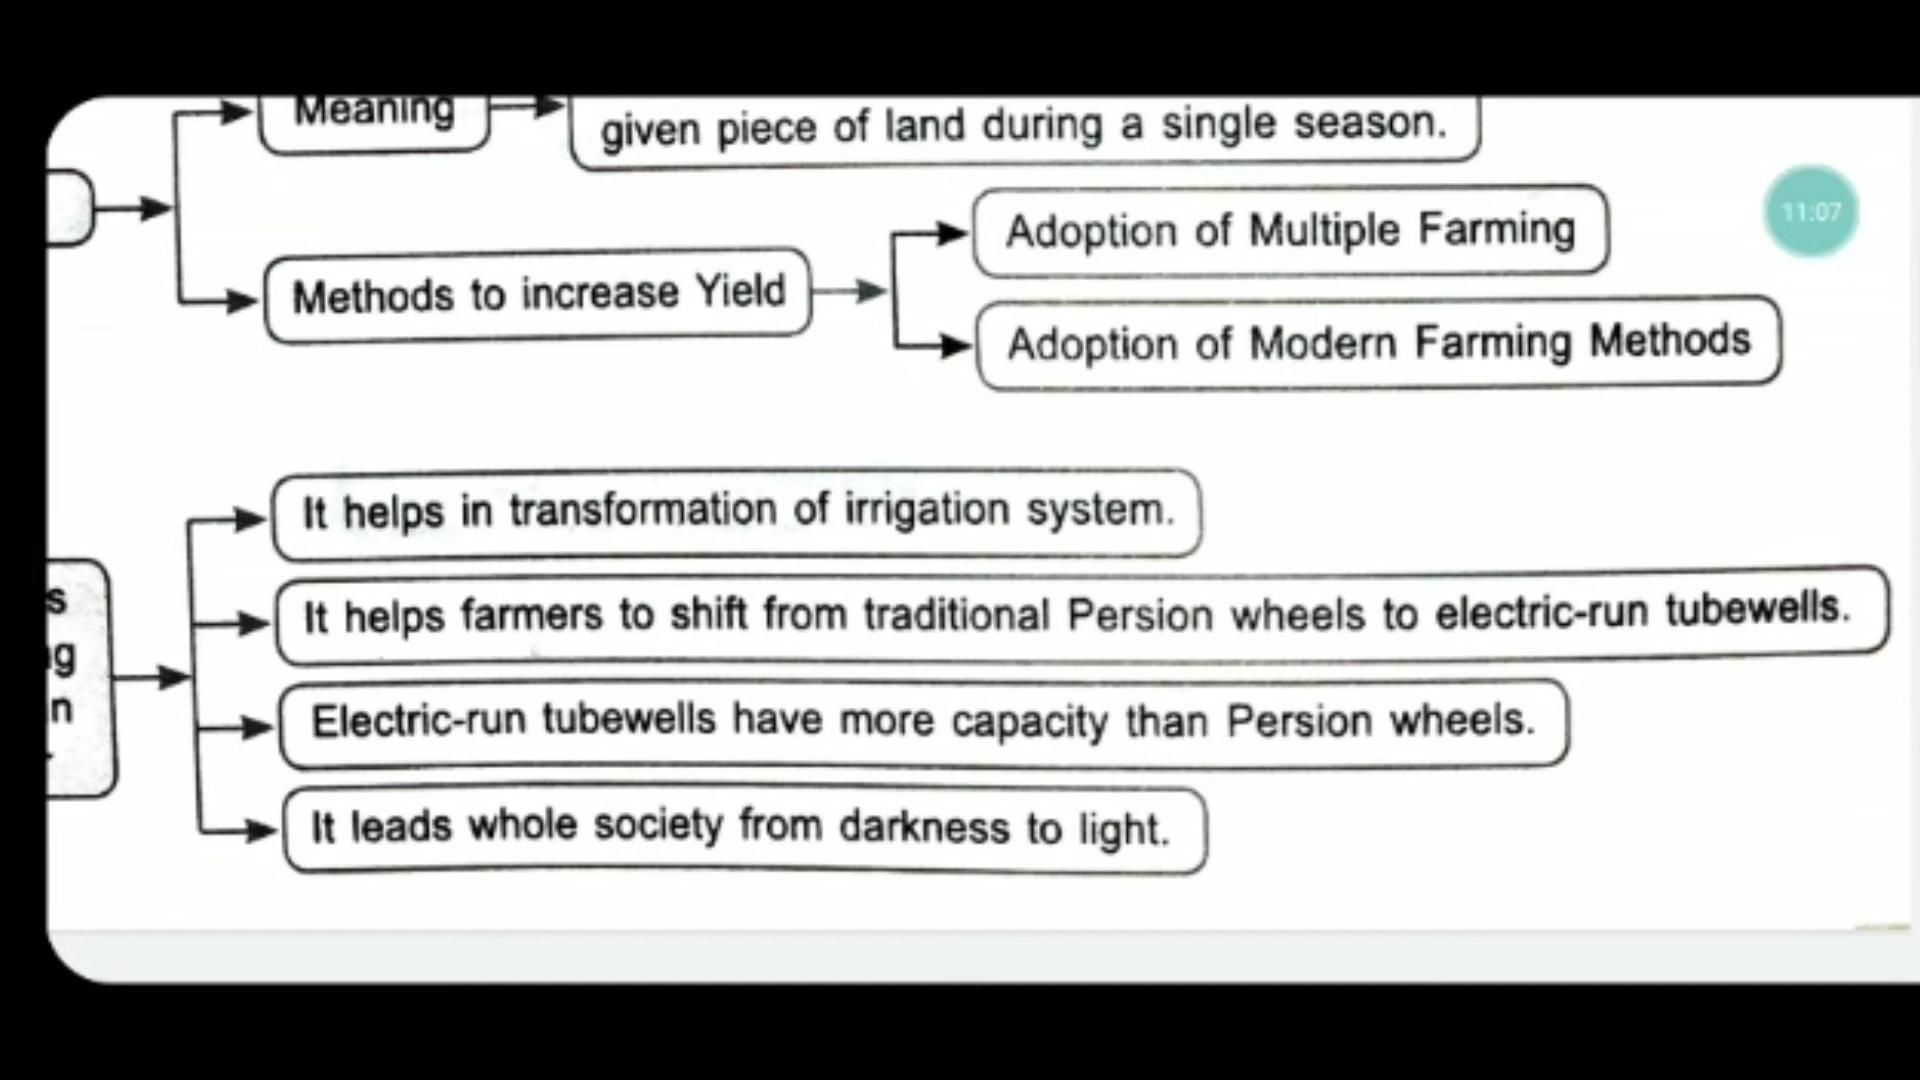 Meaning
given piece of land during a single season.
11:07
Adoption of Multiple Farming
Methods to increase Yield
Adoption of Modern Farming Methods
It helps in transformation of irrigation system.
s
It helps farmers to shift from traditional Persion wheels to electric-run tubewells.
g
n
Electric-run tubewells have more capacity than Persion wheels.
It leads whole society from darkness to light.